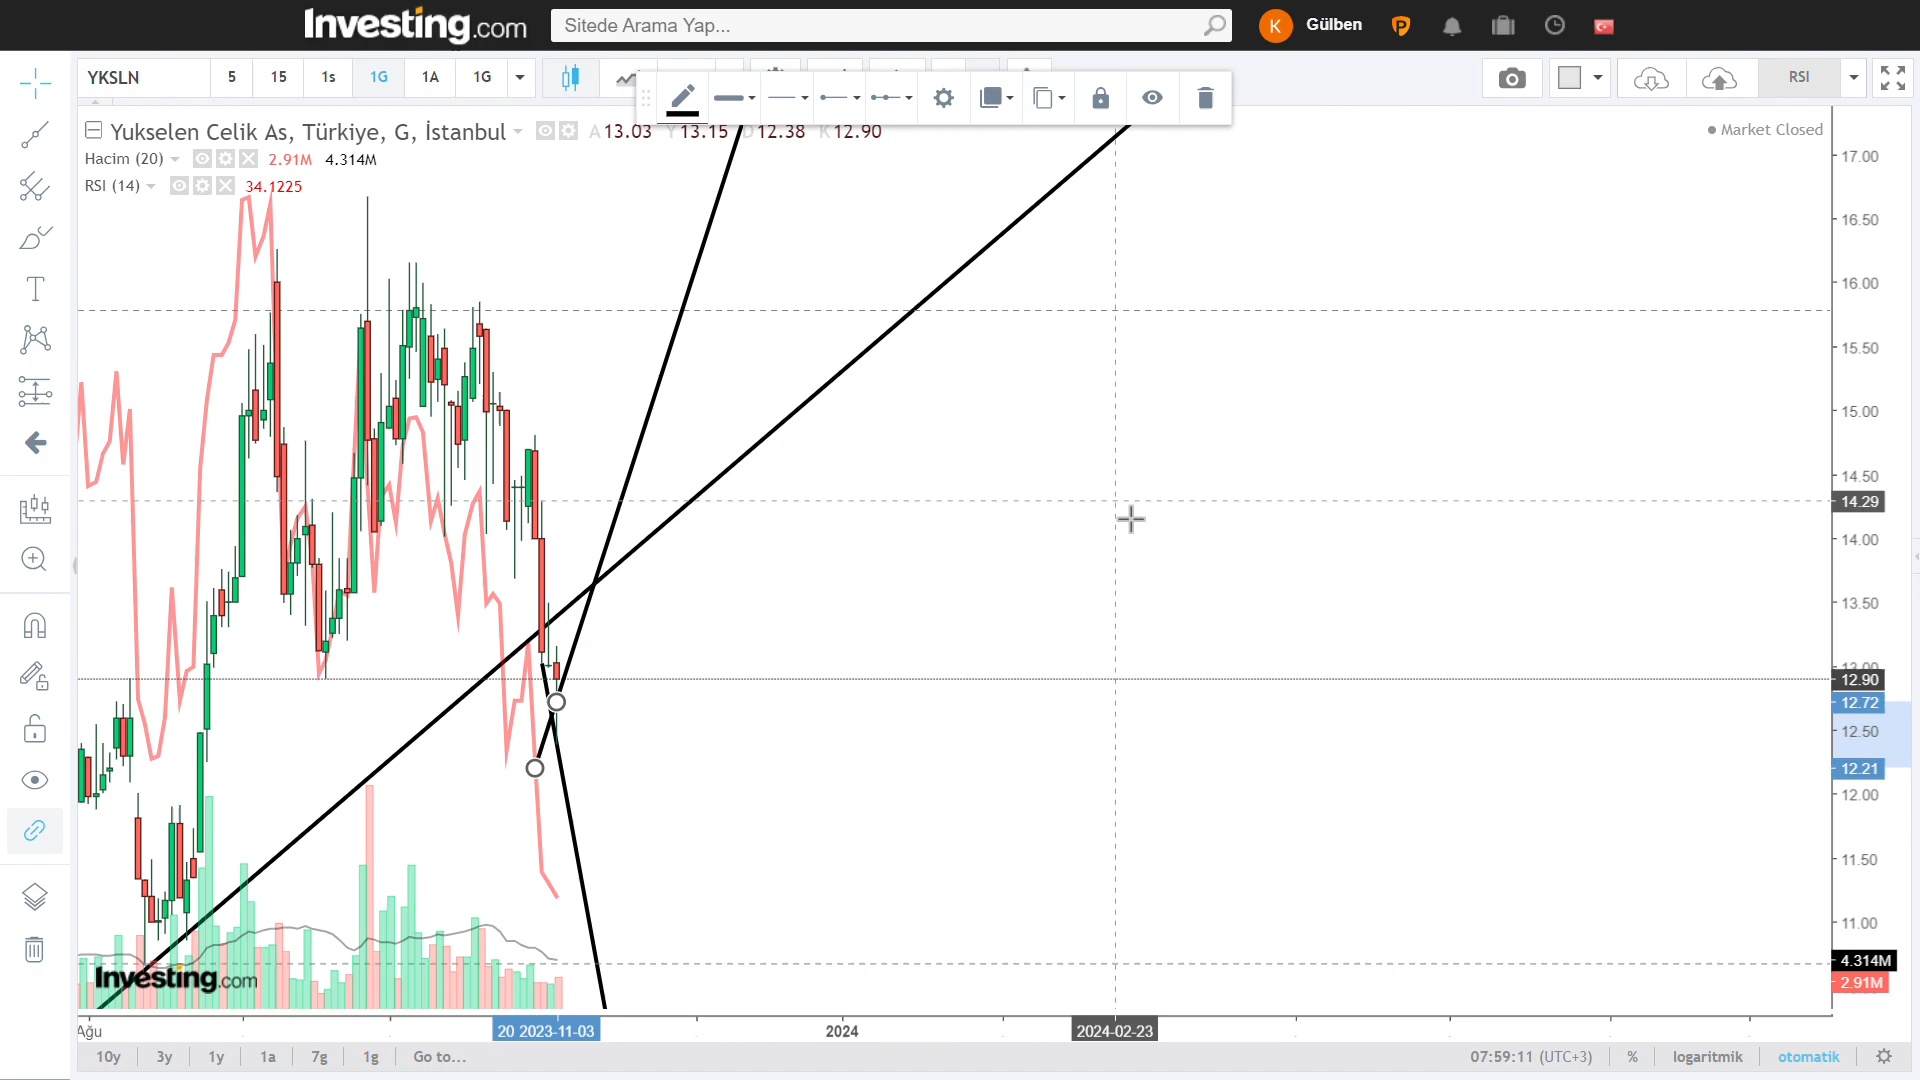 Investing.com
Sitede Arama Yap...
K
Gülben
YKSLN
5
15
1s
1G
1A
1G
RSI
Yukselen Celik As, Türkiye, G, İstanbul
A 13.03 Y 13.15 D 12.38 K 12.90
Market Closed
Hacim (20)
2.91M
4.314M
RSI (14)
34.1225
17.00
16.50
16.00
15.50
15.00
14.50
14.29
14.00
13.50
13.00
12.90
12.72
12.50
12.21
12.00
11.50
11.00
4.314M
2.91M
Investing.com
Ağu
20 2023-11-03
2024
2024-02-23
10y
3y
1y
1a
7g
1g
Go to...
07:59:11 (UTC+3)
%
logaritmik
otomatik